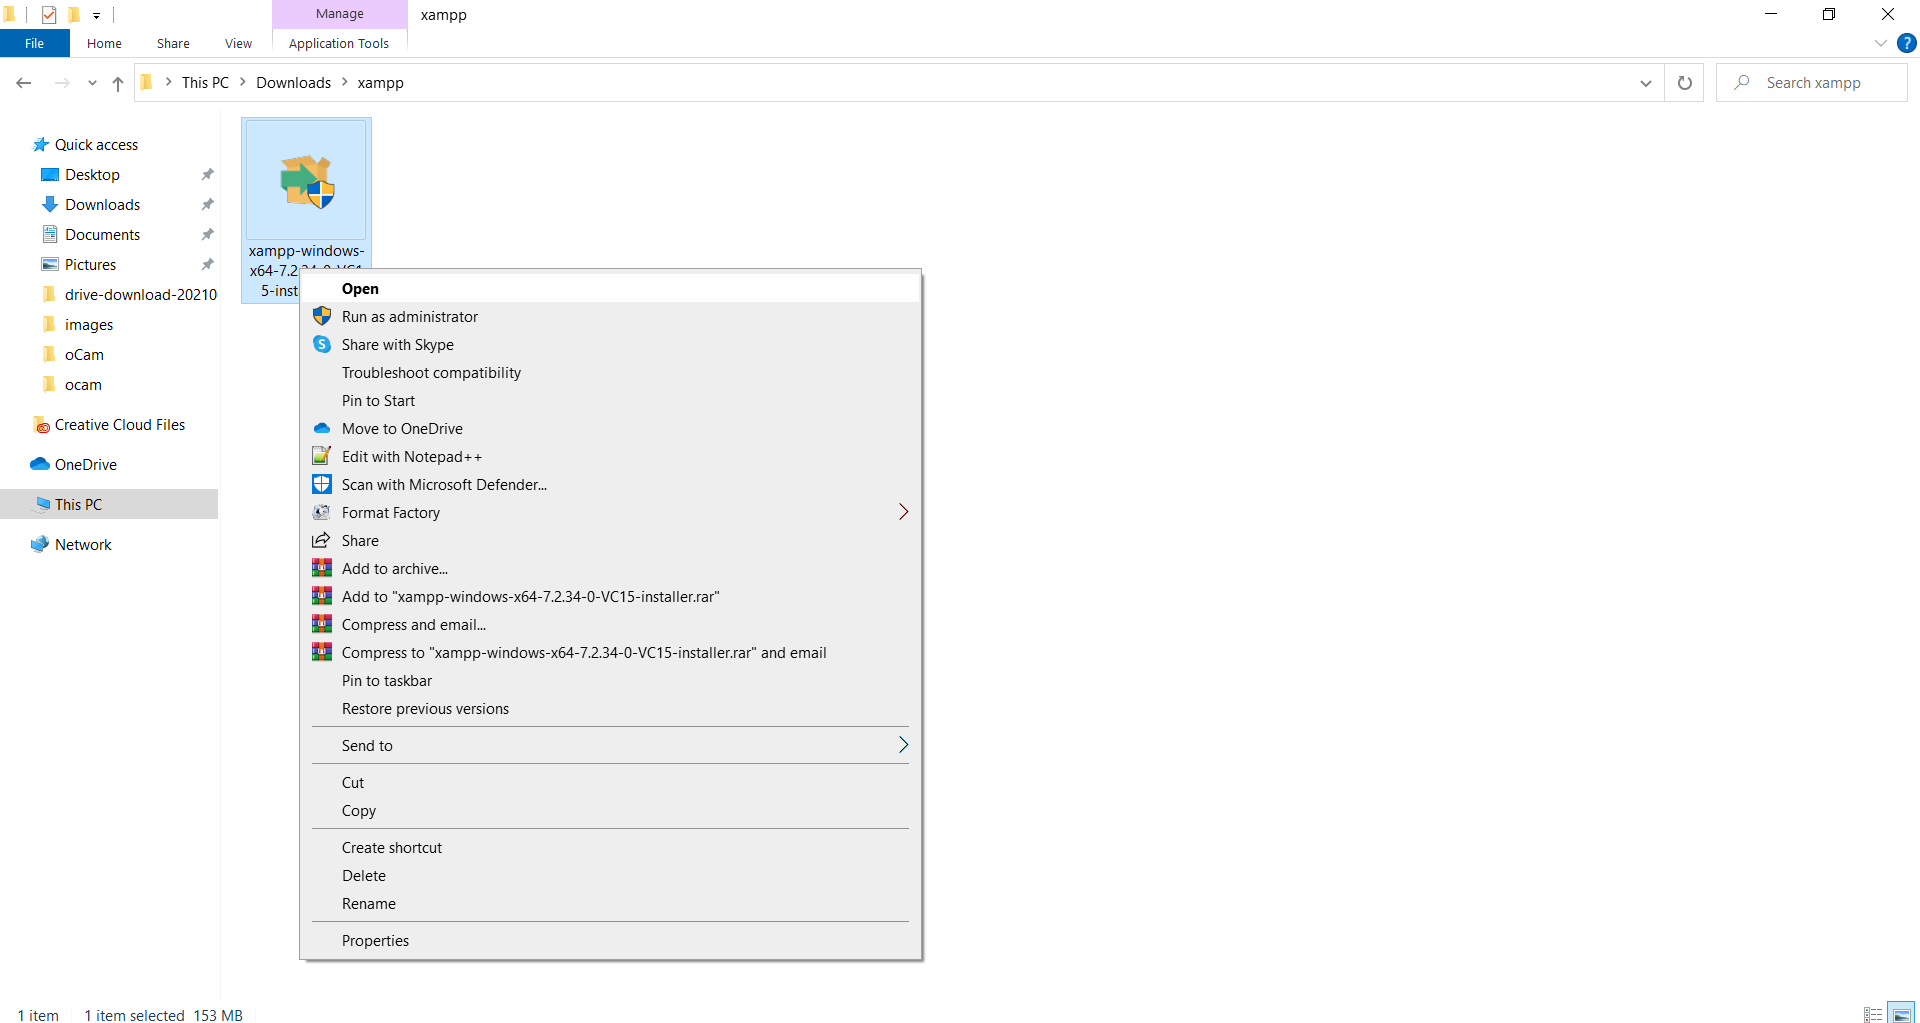 Manage
xampp
File
Home
Share
View
Application Tools
This PC
Downloads
xampp
Search xampp
Quick access
Desktop
Downloads
Documents
Pictures
drive-download-20210
images
oCam
ocam
Creative Cloud Files
OneDrive
This PC
Network
xampp-windows-
x64-7.2.34-0-VC1
5-inst
Open
Run as administrator
Share with Skype
Troubleshoot compatibility
Pin to Start
Move to OneDrive
Edit with Notepad++
Scan with Microsoft Defender...
Format Factory
Share
Add to archive...
Add to "xampp-windows-x64-7.2.34-0-VC15-installer.rar"
Compress and email...
Compress to "xampp-windows-x64-7.2.34-0-VC15-installer.rar" and email
Pin to taskbar
Restore previous versions
Send to
Cut
Copy
Create shortcut
Delete
Rename
Properties
1 item
1 item selected 153 MB